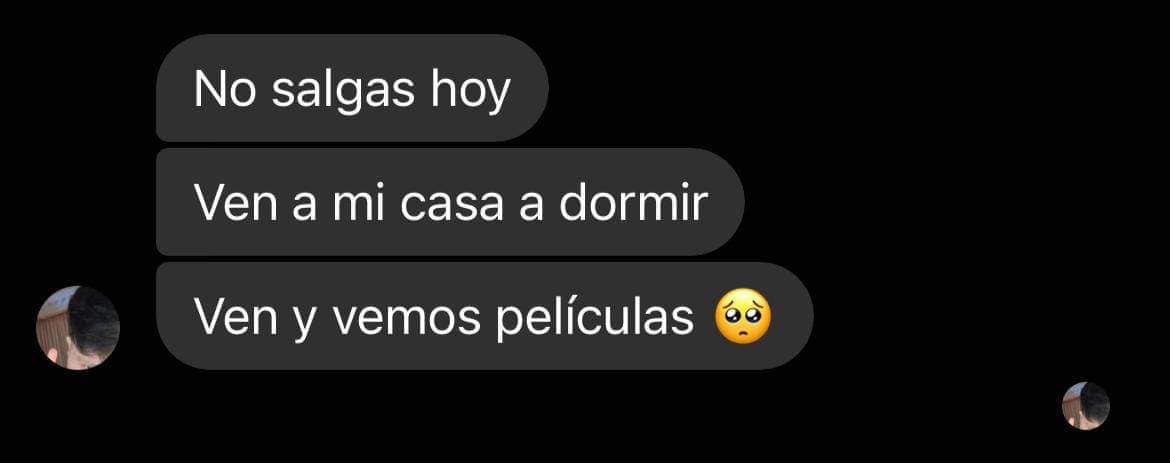 No salgas hoy
Ven a mi casa a dormir
Ven y vemos películas 🥺